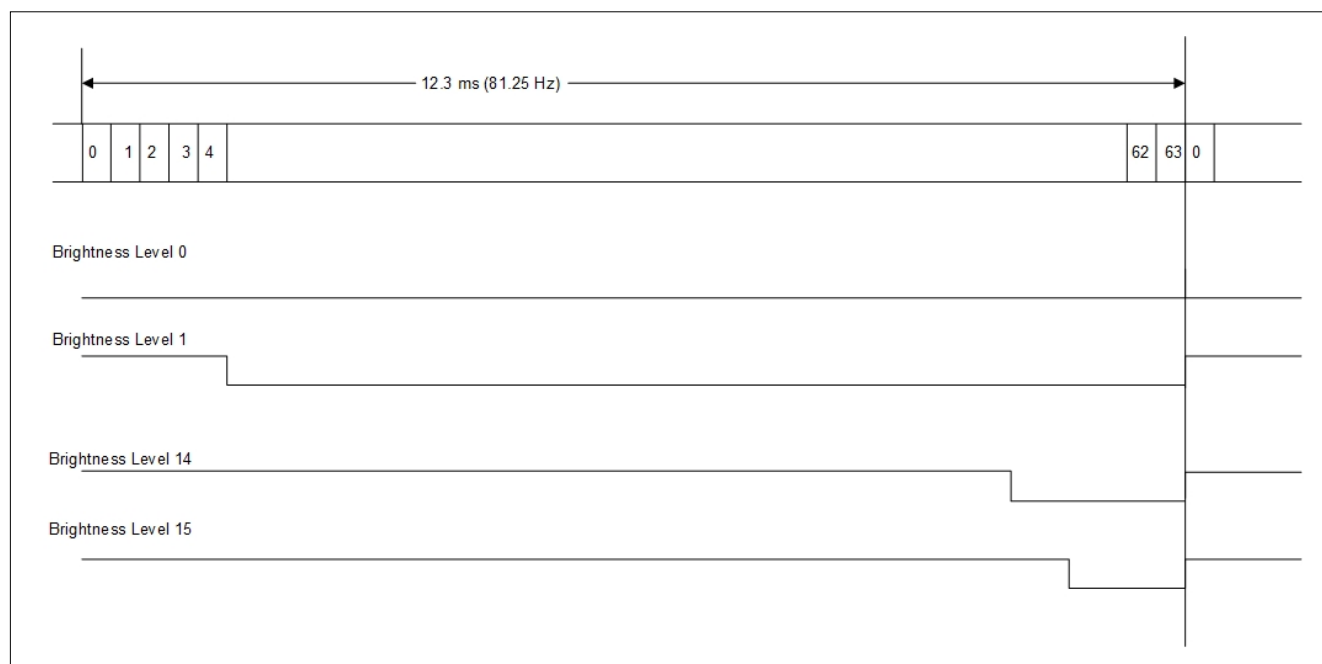 12.3 ms (81.25 Hz)
0 1 2 3 4 62 63 0
Brightness Level 0
Brightness Level 1
Brightness Level 14
Brightness Level 15